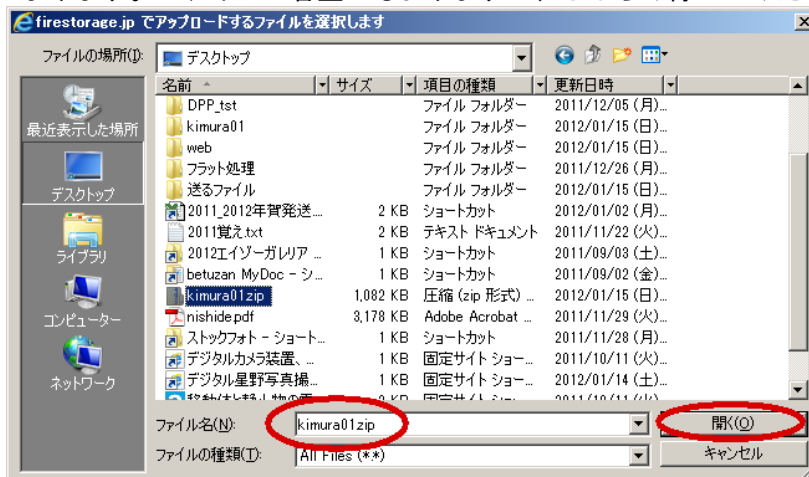 firestorage.jp でアップロードするファイルを選択します
ファイルの場所(I):
デスクトップ
最近表示した場所
デスクトップ
ライブラリ
コンピューター
ネットワーク
名前 サイズ 項目の種類 更新日時
DPP_tst ファイル フォルダー 2011/12/05 (月)...
kimura01 ファイル フォルダー 2012/01/15 (日)...
web ファイル フォルダー 2012/01/15 (日)...
フラット処理 ファイル フォルダー 2011/12/26 (月)...
送るファイル ファイル フォルダー 2012/01/15 (日)...
2011_2012年賀発送... 2 KB ショートカット 2012/01/02 (月)...
2011覚え.txt 2 KB テキスト ドキュメント 2011/11/22 (火)...
2012エイゾーガレリア ... 1 KB ショートカット 2011/09/03 (土)...
betuzan MyDoc - シ... 1 KB ショートカット 2011/09/02 (金)...
kimura01zip 1,082 KB 圧縮 (zip 形式) ... 2012/01/15 (日)...
nishide.pdf 3,178 KB Adobe Acrobat ... 2011/11/29 (火)...
ストックフォト - ショート... 1 KB ショートカット 2011/11/28 (月)...
デジタルカメラ装置、... 1 KB 固定サイト ショー... 2011/10/11 (火)...
デジタル星野写真撮... 1 KB 固定サイト ショー... 2012/01/14 (土)...
ファイル名(N):
kimura01zip
開く(O)
ファイルの種類(T):
All Files (*.*)
キャンセル